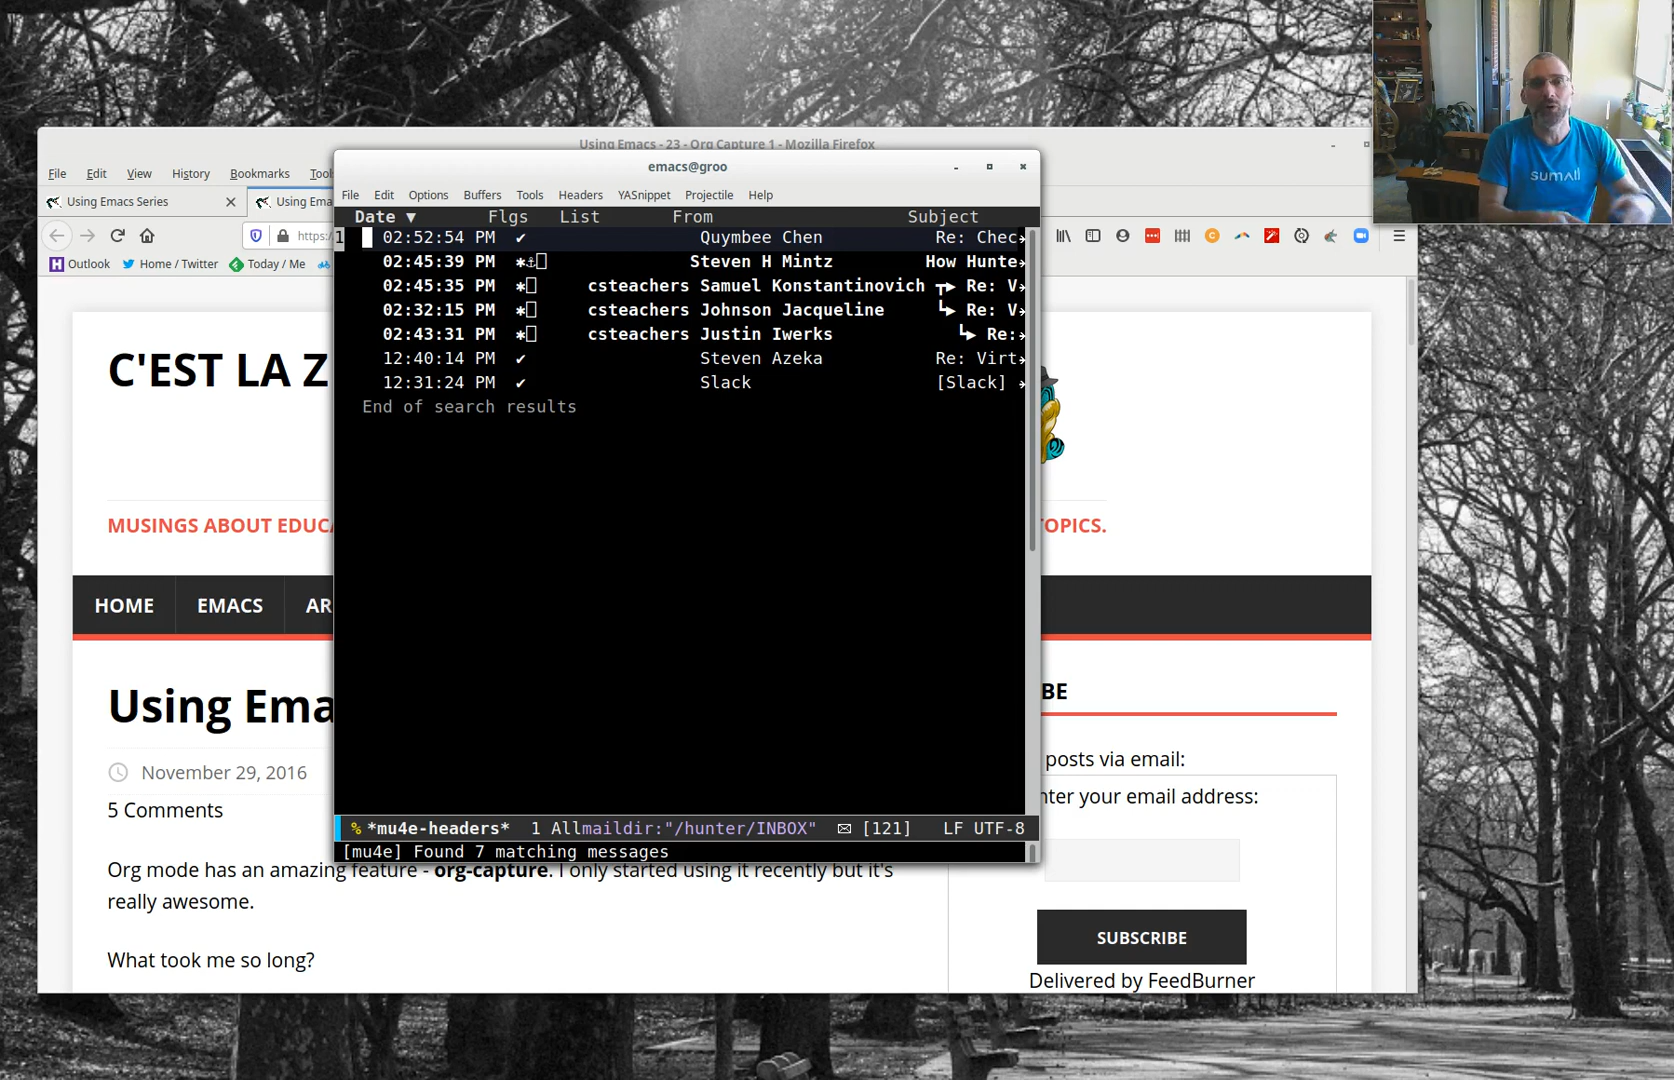 Using Emacs - 23 - Org Capture 1 - Mozilla Firefox
File Edit View History Bookmarks
Using Emacs Series
https:
Outlook Home / Twitter Today / Me
C'EST LA Z
TOPICS.
HOME EMACS
Using
November 29, 2016
5 Comments
Org mode has an amazing feature - org-capture. I only started using it recently but it's
really awesome.
What took me so long?
posts via email:
enter your email address:
SUBSCRIBE
Delivered by FeedBurner
emacs@groo
File Edit Options Buffers Tools Headers YASnippet Projectile Help
Date ▼ Flgs List From Subject
1 02:52:54 PM ✔ Quymbee Chen Re: Chec
02:45:39 PM Steven H Mintz How Hunte
02:45:35 PM csteachers Samuel Konstantinovich Re: V
02:32:15 PM csteachers Johnson Jacqueline Re: V
02:43:31 PM csteachers Justin Iwerks Re:
12:40:14 PM ✔ Steven Azeka Re: Virt
12:31:24 PM ✔ Slack [Slack]
End of search results
% *mu4e-headers* 1 Allmaildir:"/hunter/INBOX" [121] LF UTF-8
[mu4e] Found 7 matching messages
sumall